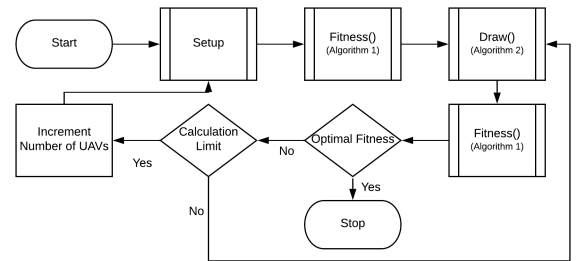 Start
Setup
Fitness()
(Algorithm 1)
Draw()
(Algorithm 2)
Increment
Number of UAVs
Calculation
Limit
Optimal Fitness
Fitness()
(Algorithm 1)
Yes
No
Yes
No
Stop